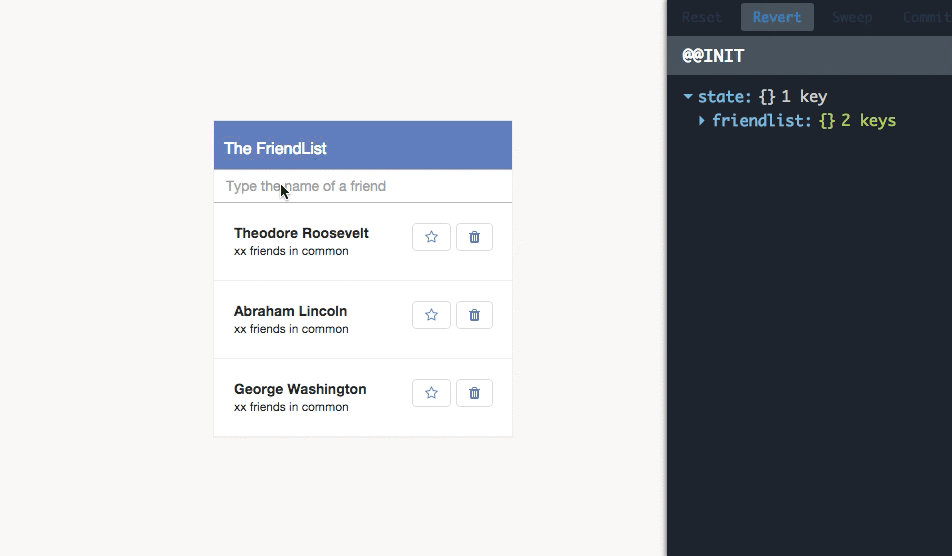 The FriendList
Type the name of a friend
Theodore Roosevelt
xx friends in common
Abraham Lincoln
xx friends in common
George Washington
xx friends in common
Reset Revert Sweep Commit
@@INIT
state: {} 1 key
friendlist: {} 2 keys